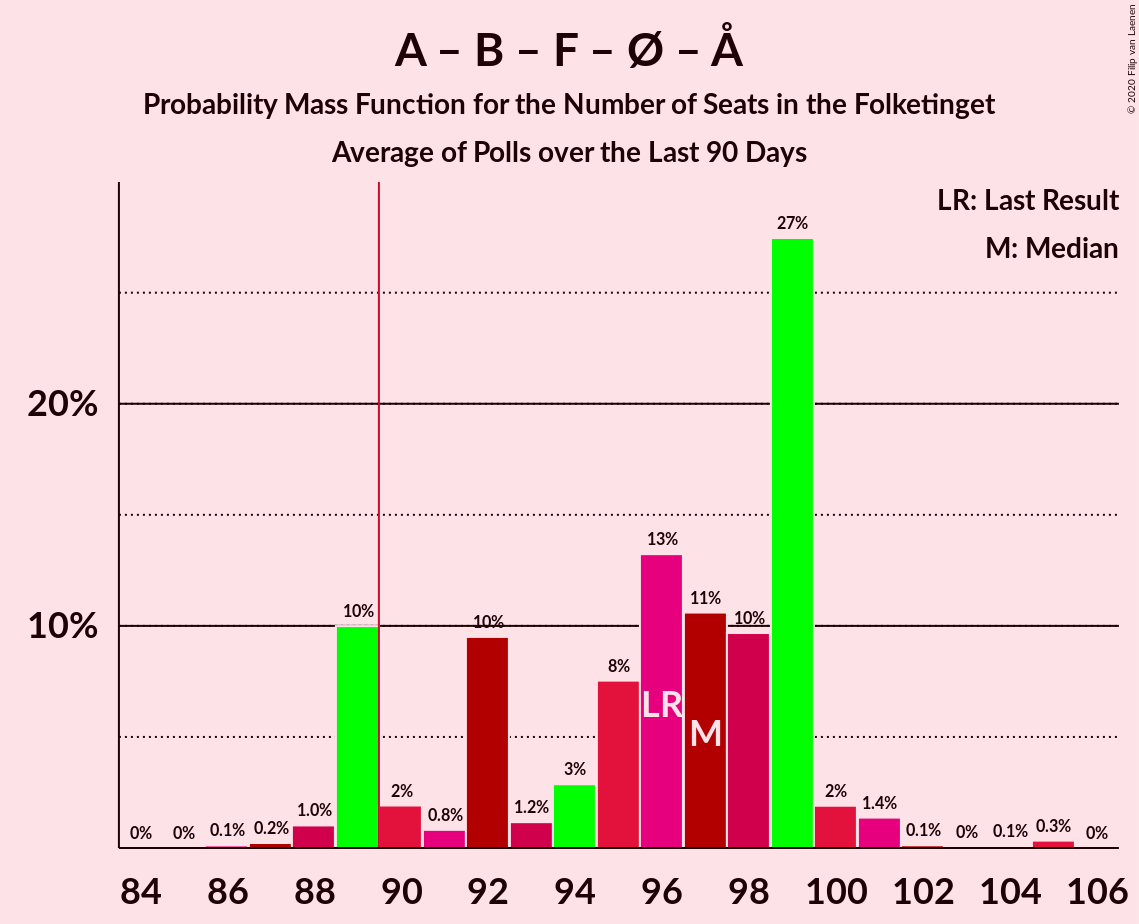 A – B – F – Ø – Å
Probability Mass Function for the Number of Seats in the Folketinget
Average of Polls over the Last 90 Days
© 2020 Filip van Laenen
LR: Last Result
M: Median
20%
10%
0% 0% 0.1% 0.2% 1.0% 10% 2% 0.8% 10% 1.2% 3% 8% 13% 11% 10% 27% 2% 1.4% 0.1% 0% 0.1% 0.3% 0%
LR
M
84 86 88 90 92 94 96 98 100 102 104 106